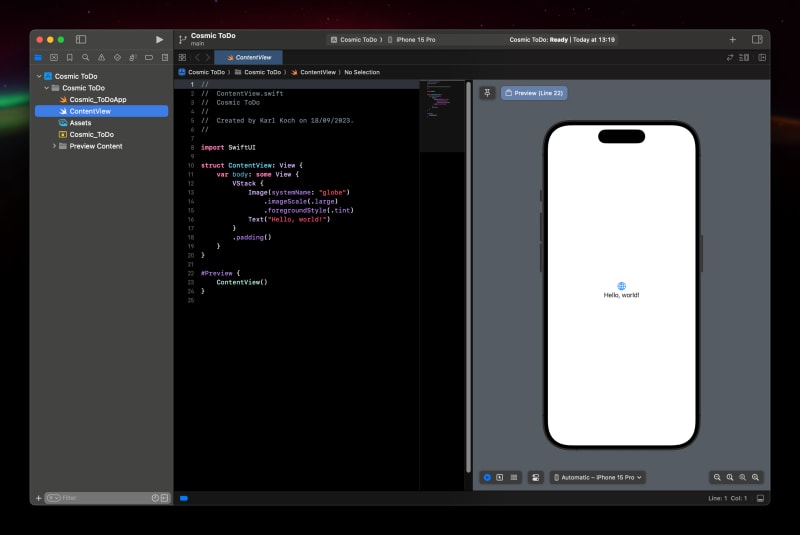 Cosmic ToDo
main
Cosmic ToDo ⟩ iPhone 15 Pro
Cosmic ToDo: Ready | Today at 13:19
ContentView
Cosmic ToDo ⟩ Cosmic ToDo ⟩ ContentView ⟩ No Selection
Cosmic ToDo
Cosmic ToDo
Cosmic_ToDoApp
ContentView
Assets
Cosmic_ToDo
Preview Content
Filter
1 //
2 //  ContentView.swift
3 //  Cosmic ToDo
4 //
5 //  Created by Karl Koch on 18/09/2023.
6 //
7
8 import SwiftUI
9
10 struct ContentView: View {
11     var body: some View {
12         VStack {
13             Image(systemName: "globe")
14                 .imageScale(.large)
15                 .foregroundStyle(.tint)
16             Text("Hello, world!")
17         }
18         .padding()
19     }
20 }
21
22 #Preview {
23     ContentView()
24 }
25
Preview (Line 22)
Hello, world!
Automatic – iPhone 15 Pro
Line: 1 Col: 1